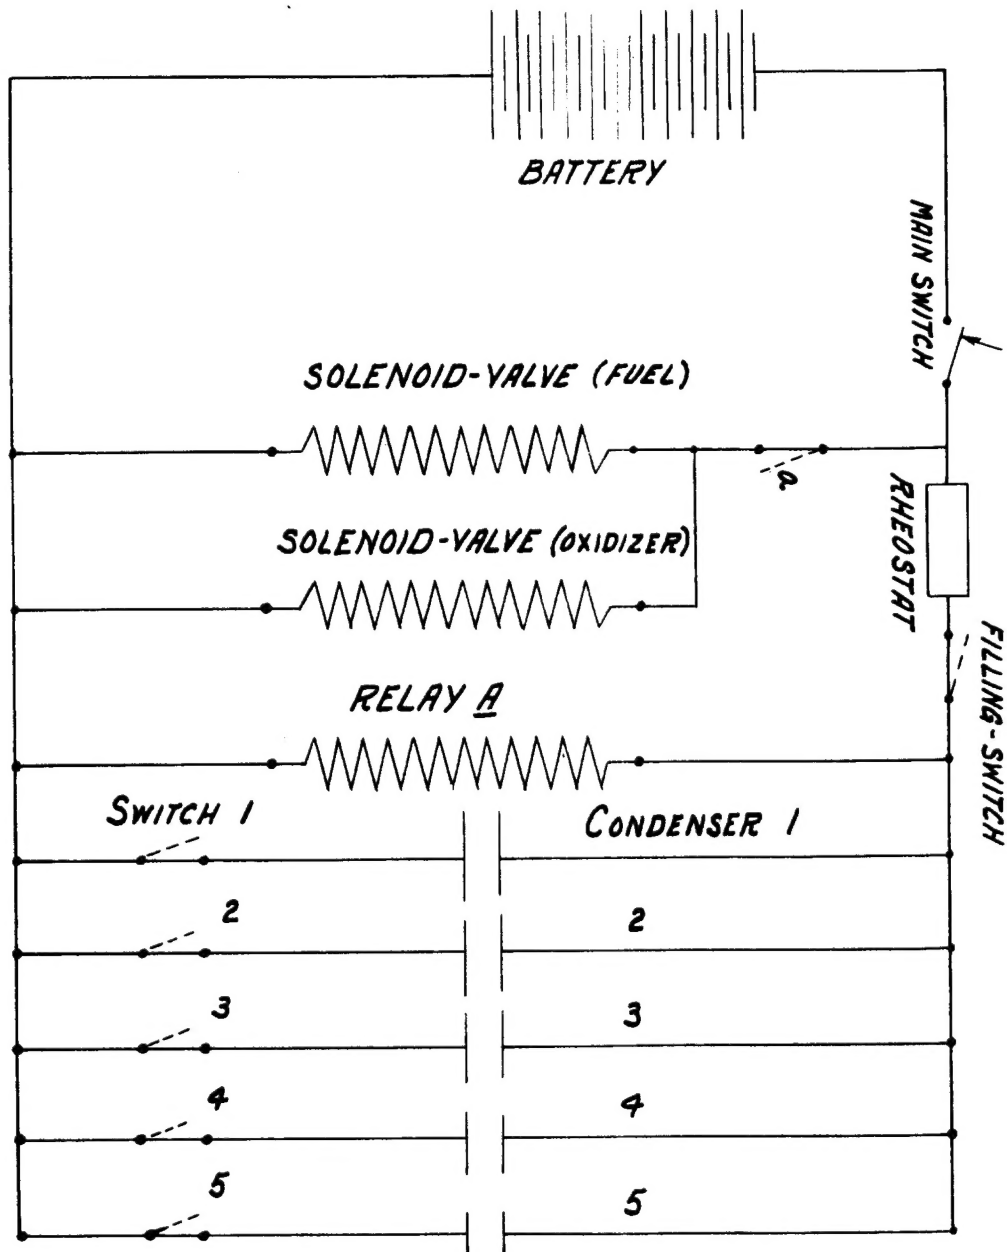 BATTERY
MAIN SWITCH
SOLENOID-VALVE (FUEL)
a
RHEOSTAT
SOLENOID-VALVE (OXIDIZER)
FILLING-SWITCH
RELAY A
SWITCH 1
CONDENSER 1
2
2
3
3
4
4
5
5